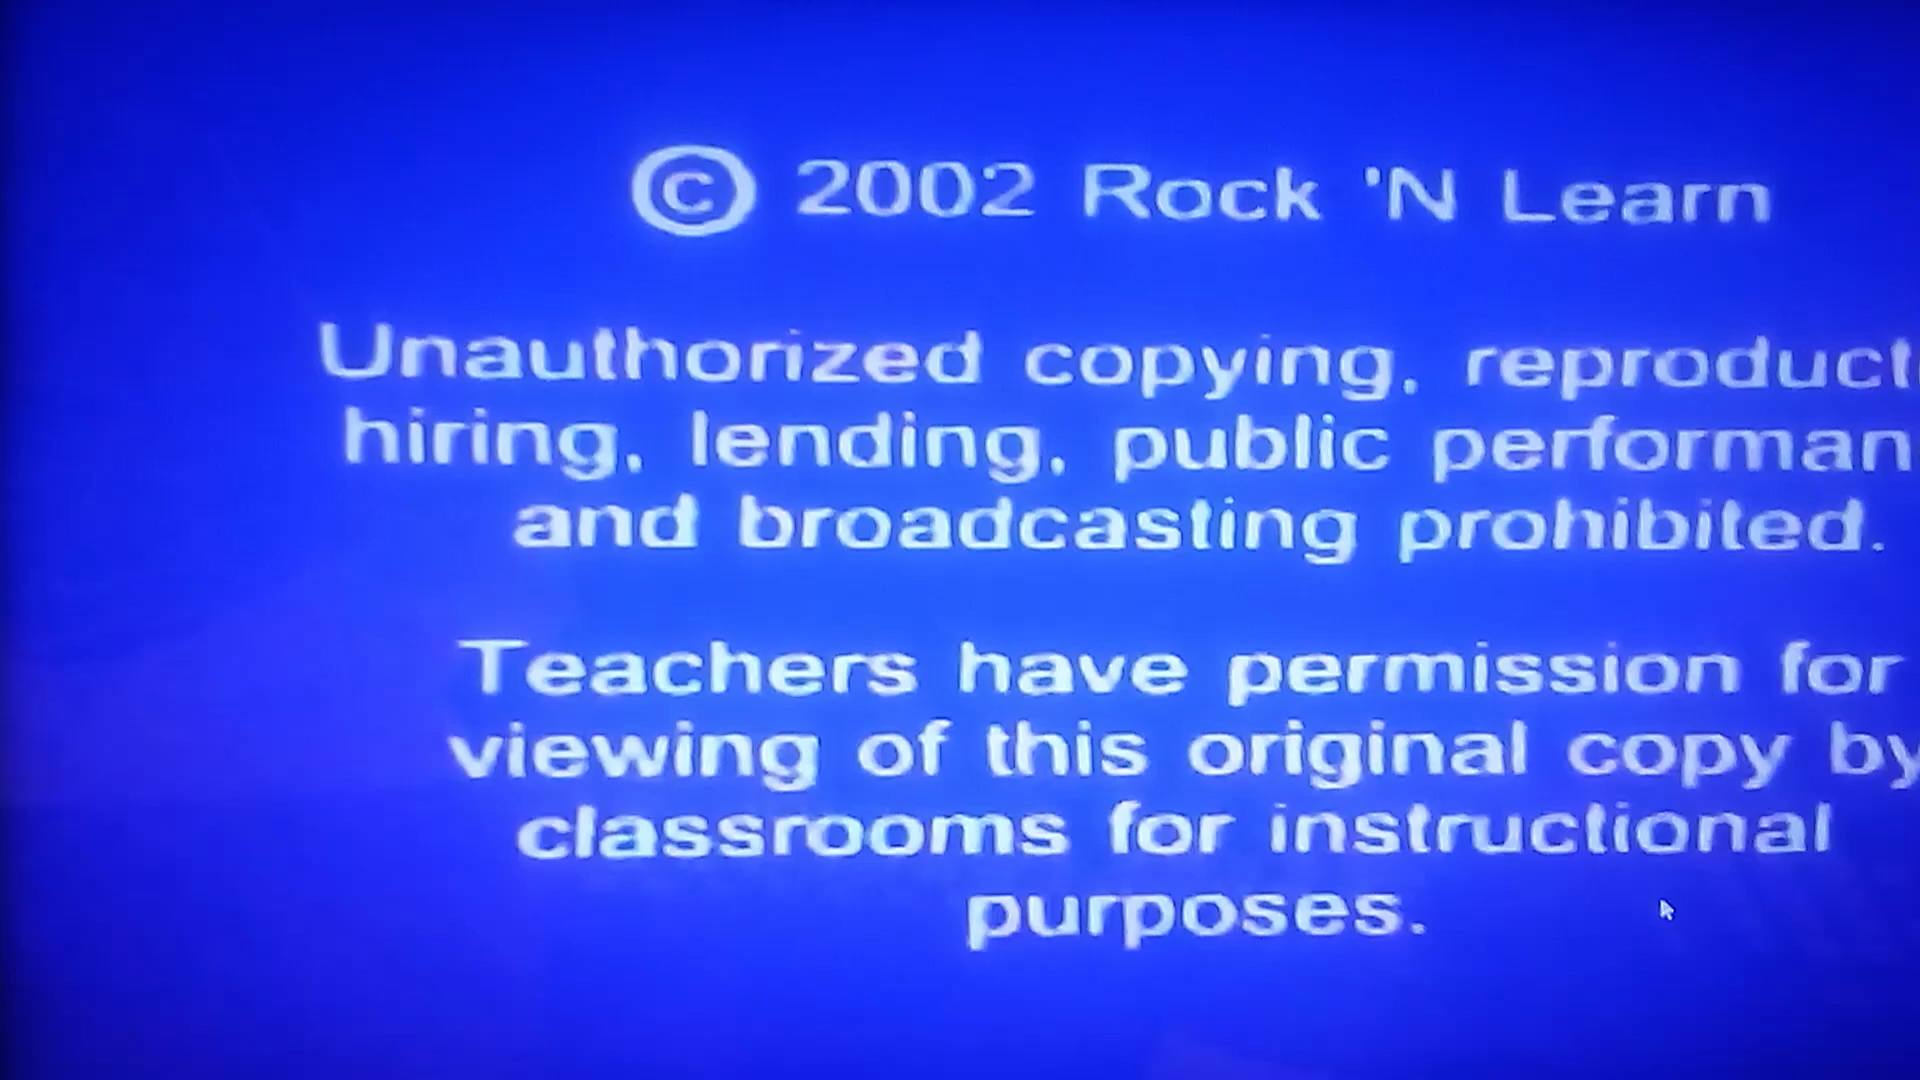 © 2002 Rock 'N Learn
Unauthorized copying, reproducti
hiring, lending, public performan
and broadcasting prohibited.
Teachers have permission for
viewing of this original copy by
classrooms for instructional
purposes.